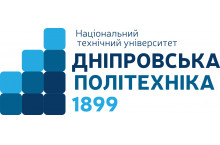 Національний
технічний університет
ДНІПРОВСЬКА
ПОЛІТЕХНІКА
1899